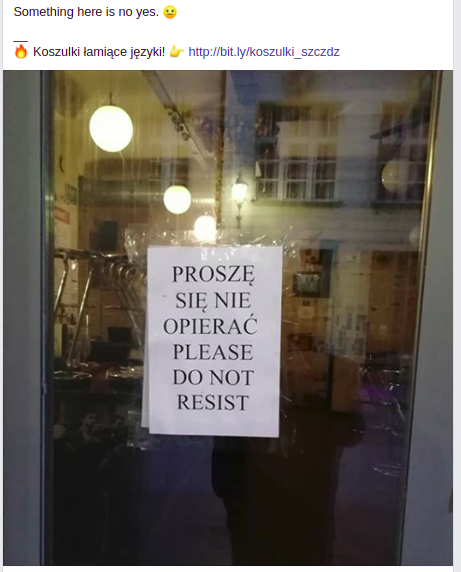 Something here is no yes. 😐
__
🔥 Koszulki łamiące języki! 👉 http://bit.ly/koszulki_szczdz
PROSZĘ
SIĘ NIE
OPIERAĆ
PLEASE
DO NOT
RESIST